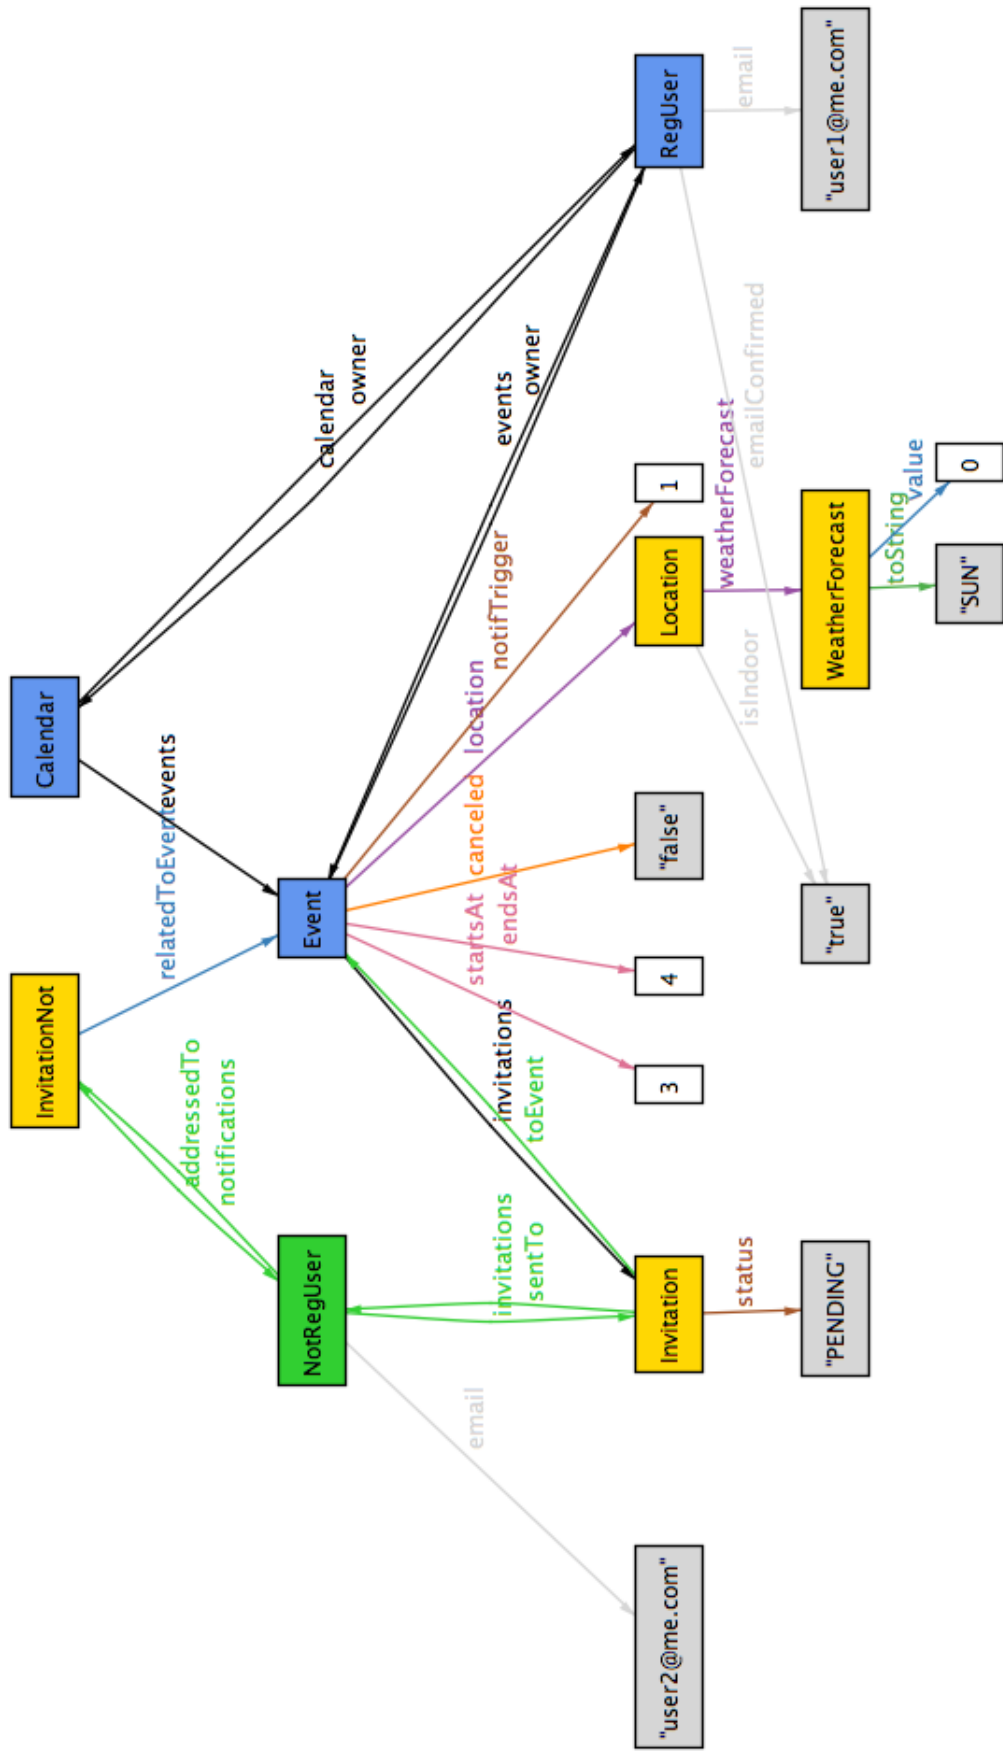 InvitationNot
Calendar
addressedTo
notifications
relatedToEvent
events
calendar
owner
NotRegUser
Event
email
invitations
sentTo
invitations
toEvent
startsAt
endsAt
canceled
location
notifTrigger
events
owner
"user2@me.com"
Invitation
3
4
"false"
Location
1
RegUser
status
isIndoor
weatherForecast
emailConfirmed
email
"PENDING"
"true"
WeatherForecast
"user1@me.com"
toString
value
"SUN"
0